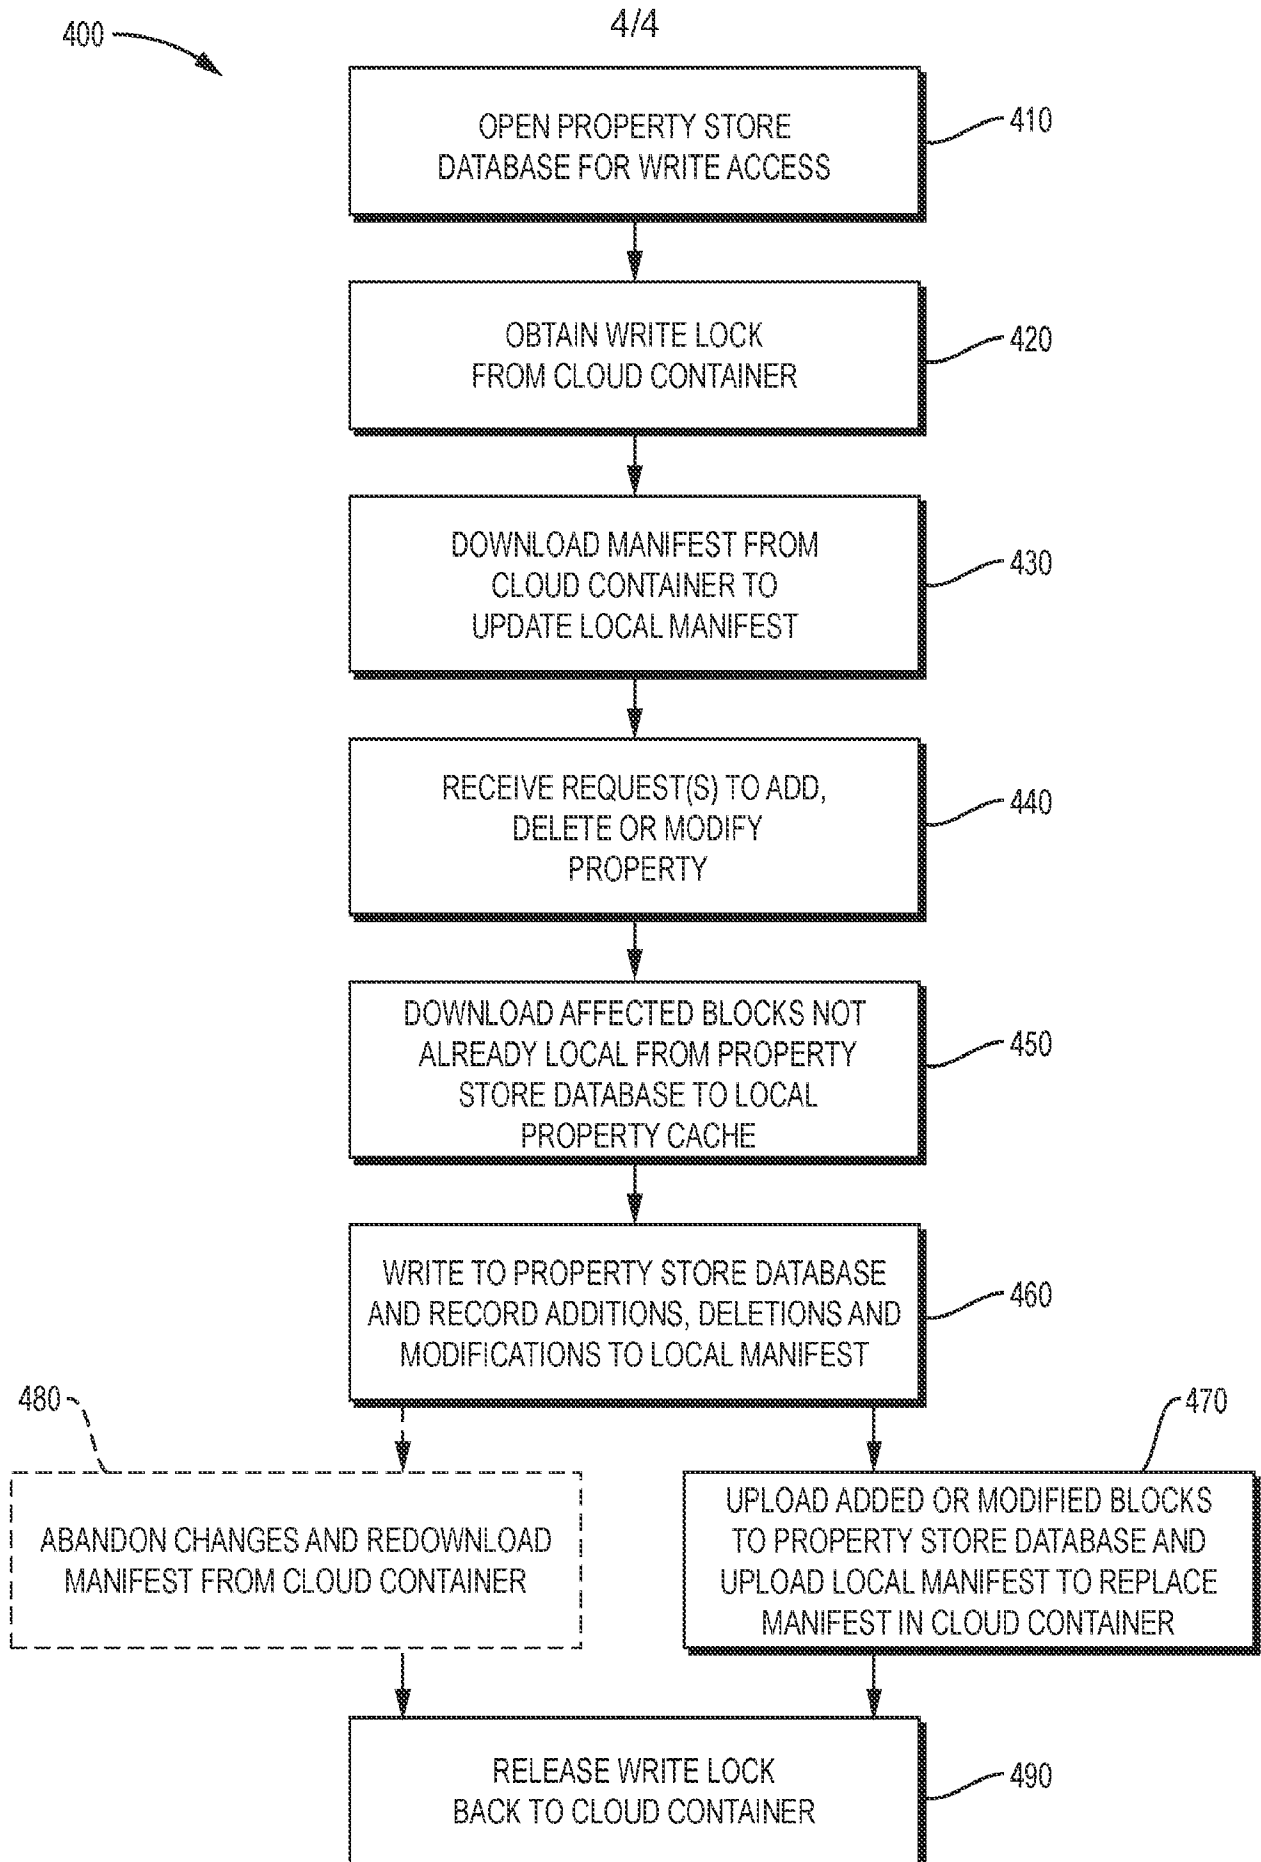 4/4
400
OPEN PROPERTY STORE
DATABASE FOR WRITE ACCESS
410
OBTAIN WRITE LOCK
FROM CLOUD CONTAINER
420
DOWNLOAD MANIFEST FROM
CLOUD CONTAINER TO
UPDATE LOCAL MANIFEST
430
RECEIVE REQUEST(S) TO ADD,
DELETE OR MODIFY
PROPERTY
440
DOWNLOAD AFFECTED BLOCKS NOT
ALREADY LOCAL FROM PROPERTY
STORE DATABASE TO LOCAL
PROPERTY CACHE
450
WRITE TO PROPERTY STORE DATABASE
AND RECORD ADDITIONS, DELETIONS AND
MODIFICATIONS TO LOCAL MANIFEST
460
480
ABANDON CHANGES AND REDOWNLOAD
MANIFEST FROM CLOUD CONTAINER
470
UPLOAD ADDED OR MODIFIED BLOCKS
TO PROPERTY STORE DATABASE AND
UPLOAD LOCAL MANIFEST TO REPLACE
MANIFEST IN CLOUD CONTAINER
RELEASE WRITE LOCK
BACK TO CLOUD CONTAINER
490